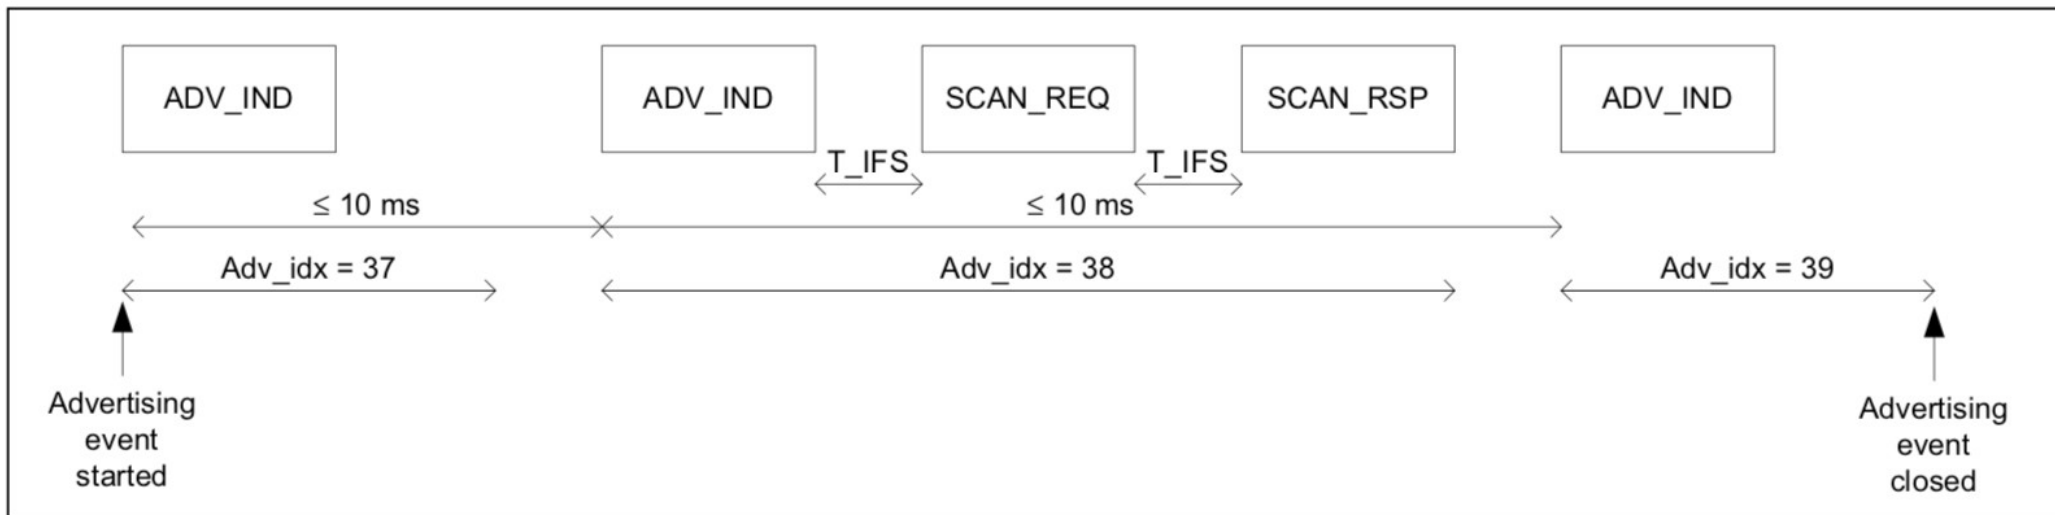 ADV_IND
ADV_IND
SCAN_REQ
SCAN_RSP
ADV_IND
T_IFS
T_IFS
≤ 10 ms
≤ 10 ms
Adv_idx = 37
Adv_idx = 38
Adv_idx = 39
Advertising
event
started
Advertising
event
closed